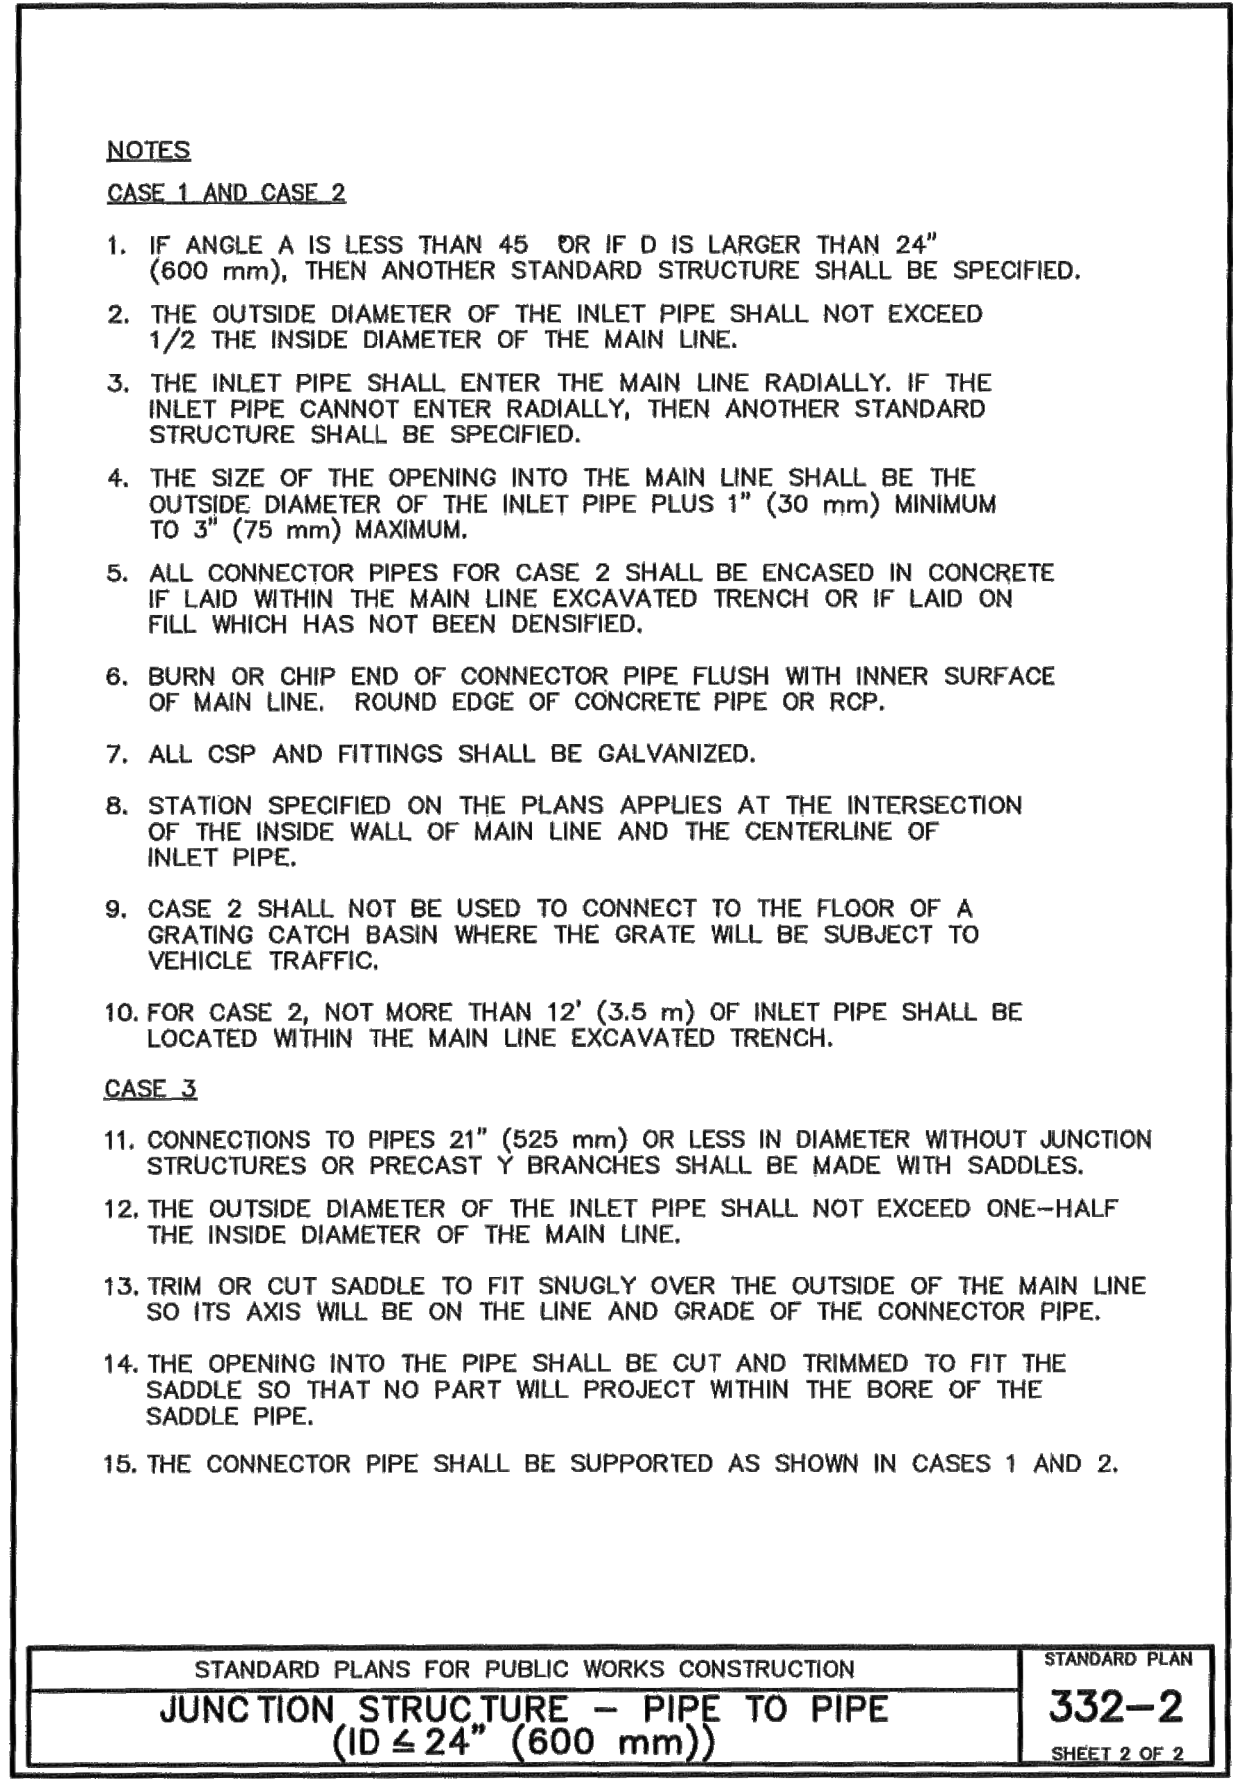 NOTES
CASE 1 AND CASE 2
1. IF ANGLE A IS LESS THAN 45 OR IF D IS LARGER THAN 24"
(600 mm), THEN ANOTHER STANDARD STRUCTURE SHALL BE SPECIFIED.
2. THE OUTSIDE DIAMETER OF THE INLET PIPE SHALL NOT EXCEED
1/2 THE INSIDE DIAMETER OF THE MAIN LINE.
3. THE INLET PIPE SHALL ENTER THE MAIN LINE RADIALLY. IF THE
INLET PIPE CANNOT ENTER RADIALLY, THEN ANOTHER STANDARD
STRUCTURE SHALL BE SPECIFIED.
4. THE SIZE OF THE OPENING INTO THE MAIN LINE SHALL BE THE
OUTSIDE DIAMETER OF THE INLET PIPE PLUS 1" (30 mm) MINIMUM
TO 3" (75 mm) MAXIMUM.
5. ALL CONNECTOR PIPES FOR CASE 2 SHALL BE ENCASED IN CONCRETE
IF LAID WITHIN THE MAIN LINE EXCAVATED TRENCH OR IF LAID ON
FILL WHICH HAS NOT BEEN DENSIFIED.
6. BURN OR CHIP END OF CONNECTOR PIPE FLUSH WITH INNER SURFACE
OF MAIN LINE. ROUND EDGE OF CONCRETE PIPE OR RCP.
7. ALL CSP AND FITTINGS SHALL BE GALVANIZED.
8. STATION SPECIFIED ON THE PLANS APPLIES AT THE INTERSECTION
OF THE INSIDE WALL OF MAIN LINE AND THE CENTERLINE OF
INLET PIPE.
9. CASE 2 SHALL NOT BE USED TO CONNECT TO THE FLOOR OF A
GRATING CATCH BASIN WHERE THE GRATE WILL BE SUBJECT TO
VEHICLE TRAFFIC.
10. FOR CASE 2, NOT MORE THAN 12' (3.5 m) OF INLET PIPE SHALL BE
LOCATED WITHIN THE MAIN LINE EXCAVATED TRENCH.
CASE 3
11. CONNECTIONS TO PIPES 21" (525 mm) OR LESS IN DIAMETER WITHOUT JUNCTION
STRUCTURES OR PRECAST Y BRANCHES SHALL BE MADE WITH SADDLES.
12. THE OUTSIDE DIAMETER OF THE INLET PIPE SHALL NOT EXCEED ONE-HALF
THE INSIDE DIAMETER OF THE MAIN LINE.
13. TRIM OR CUT SADDLE TO FIT SNUGLY OVER THE OUTSIDE OF THE MAIN LINE
SO ITS AXIS WILL BE ON THE LINE AND GRADE OF THE CONNECTOR PIPE.
14. THE OPENING INTO THE PIPE SHALL BE CUT AND TRIMMED TO FIT THE
SADDLE SO THAT NO PART WILL PROJECT WITHIN THE BORE OF THE
SADDLE PIPE.
15. THE CONNECTOR PIPE SHALL BE SUPPORTED AS SHOWN IN CASES 1 AND 2.
STANDARD PLANS FOR PUBLIC WORKS CONSTRUCTION
JUNCTION STRUCTURE - PIPE TO PIPE
(ID ≤ 24" (600 mm))
STANDARD PLAN
332-2
SHEET 2 OF 2